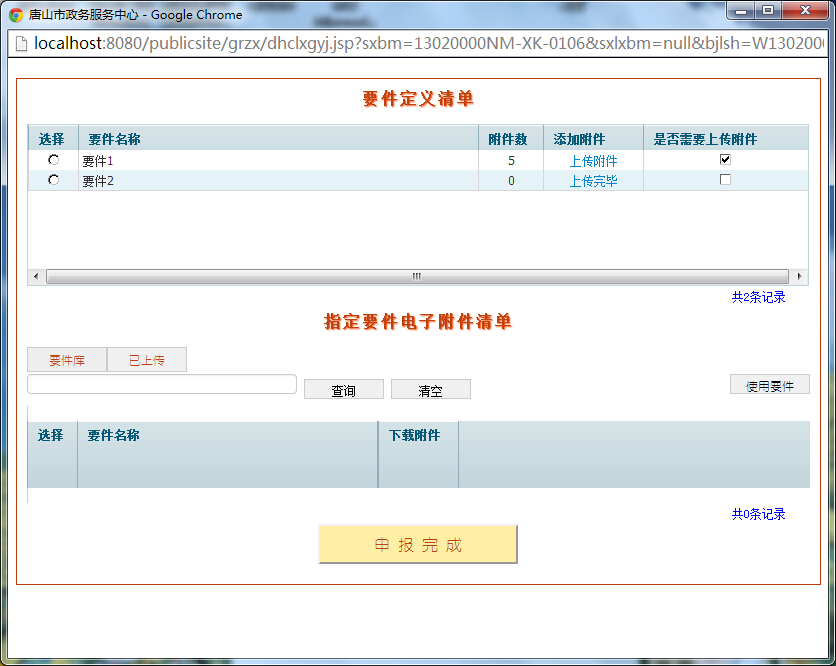 唐山市政务服务中心 - Google Chrome
localhost:8080/publicsite/grzx/dhclxgyj.jsp?sxbm=13020000NM-XK-0106&sxlxbm=null&bjlsh=W130200
要件定义清单
选择 要件名称 附件数 添加附件 是否需要上传附件
要件1 5 上传附件
要件2 0 上传完毕
共2条记录
指定要件电子附件清单
要件库 已上传
查询 清空 使用要件
选择 要件名称 下载附件
共0条记录
申报完成